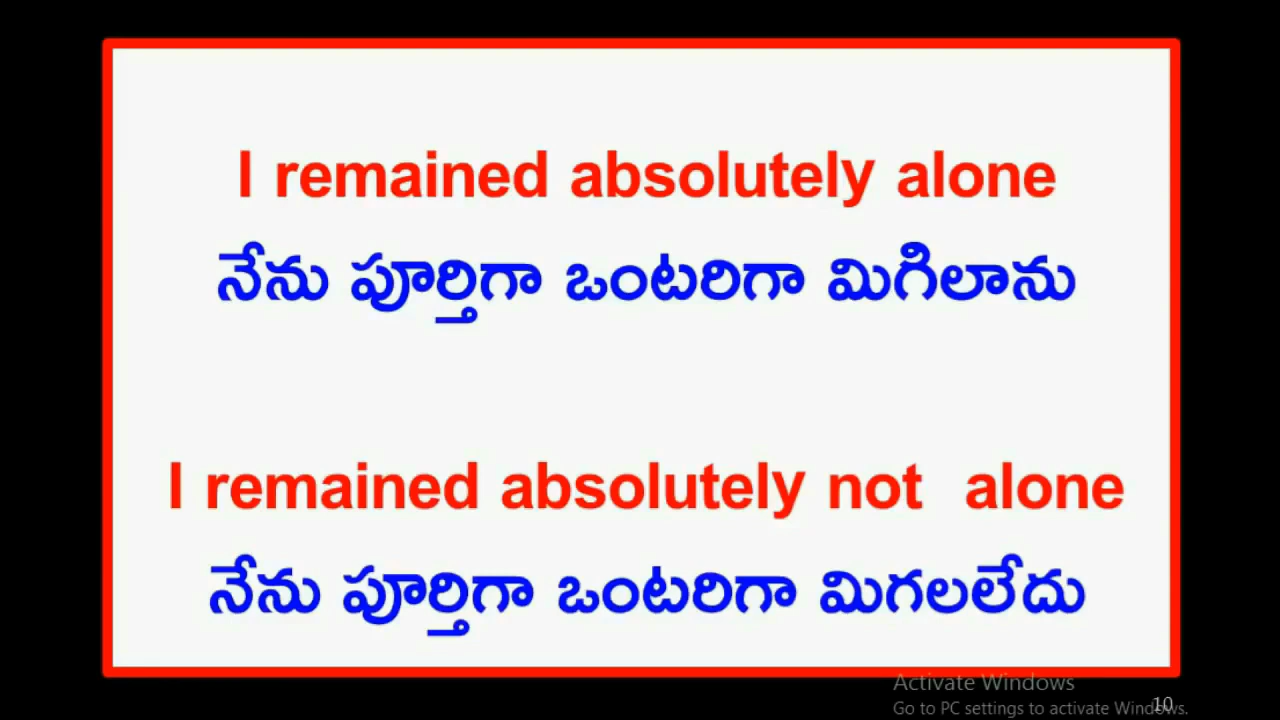 I remained absolutely alone
నేను పూర్తిగా ఒంటరిగా మిగిలాను
I remained absolutely not alone
నేను పూర్తిగా ఒంటరిగా మిగలలేదు
Activate Windows
Go to PC settings to activate Windows.
10